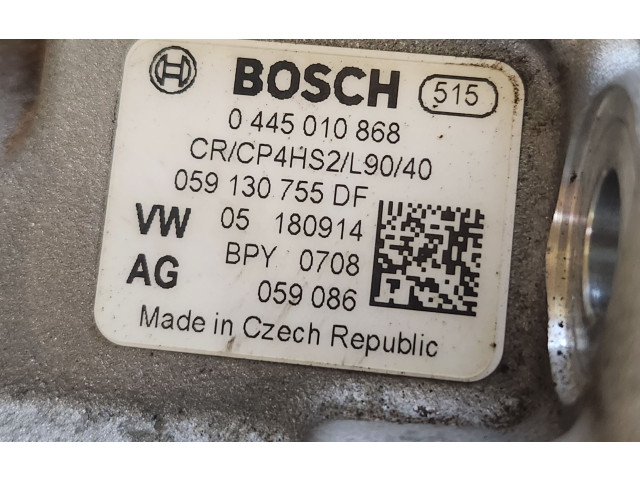 BOSCH 515
0 445 010 868
CR/CP4HS2/L90/40
059 130 755 DF
VW 05 180914
AG BPY 0708
059 086
Made in Czech Republic